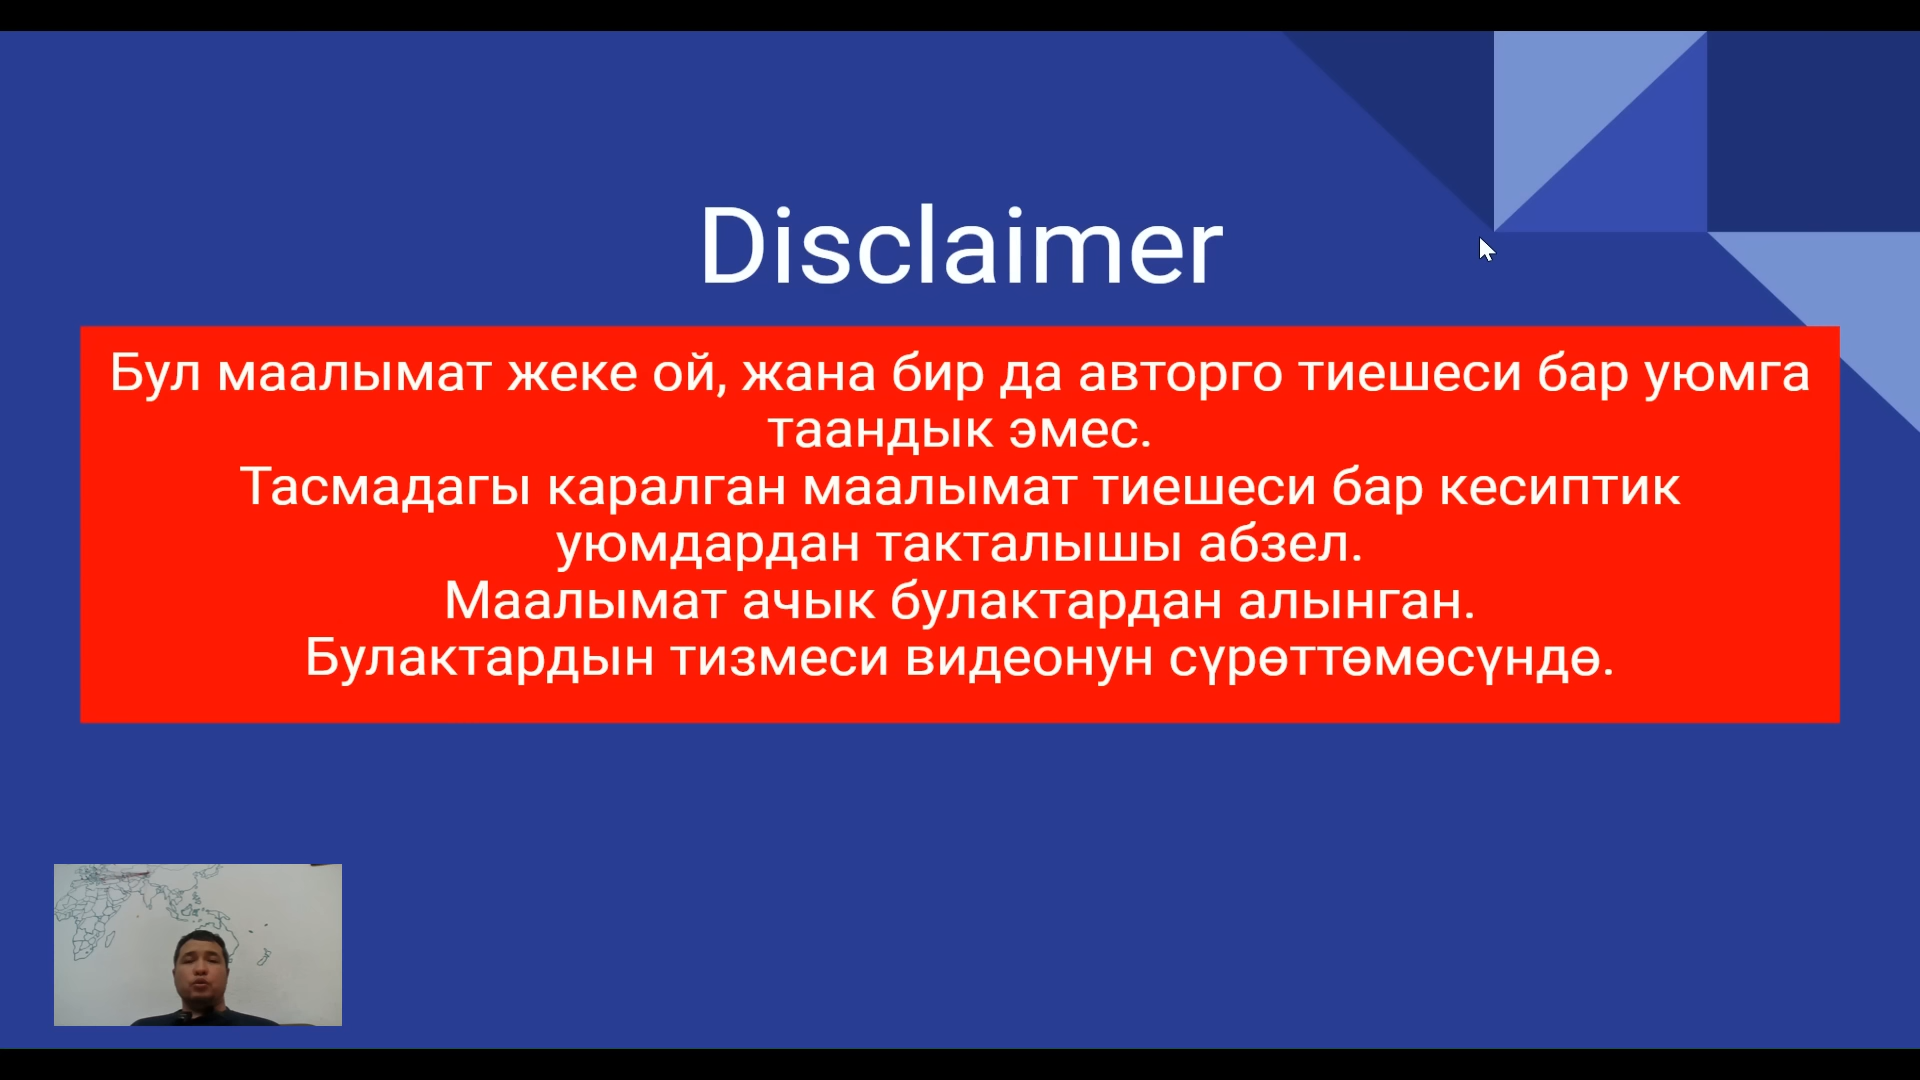 Disclaimer
Бул маалымат жеке ой, жана бир да авторго тиешеси бар уюмга
таандык эмес.
Тасмадагы каралган маалымат тиешеси бар кесиптик
уюмдардан такталышы абзел.
Маалымат ачык булактардан алынган.
Булактардын тизмеси видеонун сүрөттөмөсүндө.